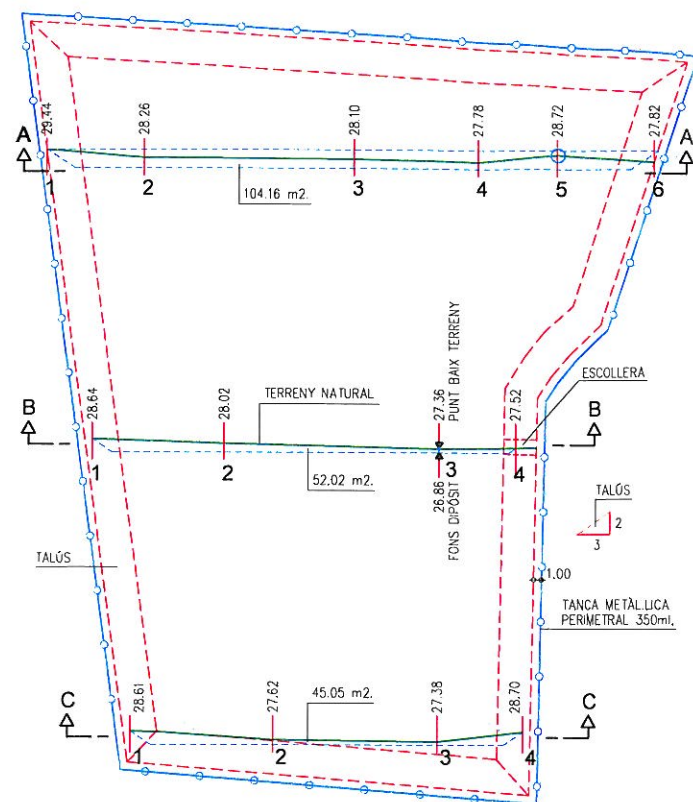 29.44
28.26
28.10
27.78
28.72
27.82
A
A
1
2
3
4
5
6
104.16 m2.
28.64
28.02
TERRENY NATURAL
27.36
PUNT BAIX TERRENY
27.52
ESCOLLERA
B
B
1
2
3
4
52.02 m2.
26.86
FONS DIPÒSIT
TALÚS
2
3
TALÚS
1.00
TANCA METÀL.LICA
PERIMETRAL 350ml.
28.61
27.62
45.05 m2.
27.38
28.70
C
C
1
2
3
4